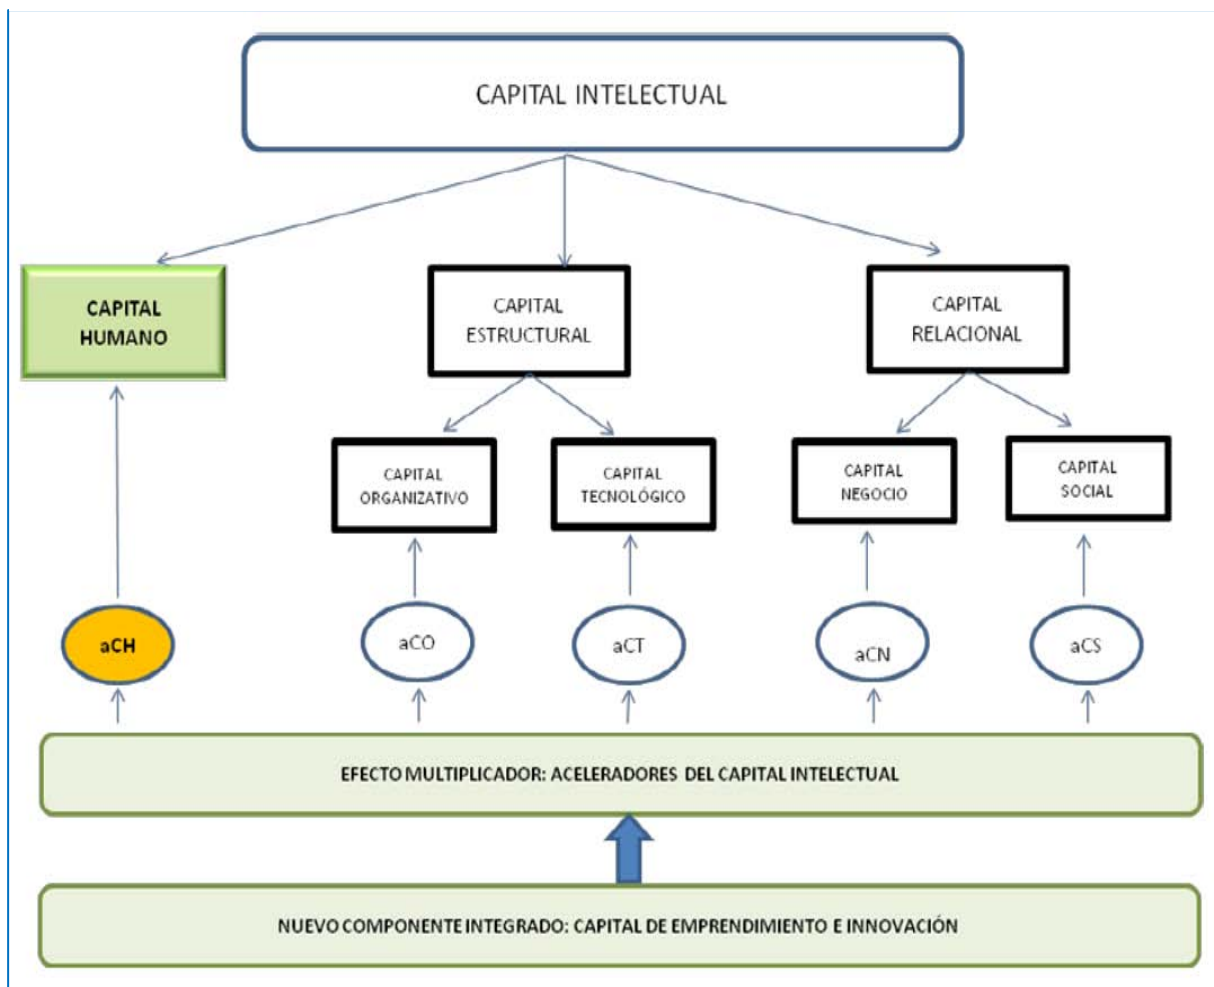 CAPITAL INTELECTUAL
CAPITAL
HUMANO
CAPITAL
ESTRUCTURAL
CAPITAL
RELACIONAL
CAPITAL
ORGANIZATIVO
CAPITAL
TECNOLÓGICO
CAPITAL
NEGOCIO
CAPITAL
SOCIAL
aCH
aCO
aCT
aCN
aCS
EFECTO MULTIPLICADOR: ACELERADORES DEL CAPITAL INTELECTUAL
NUEVO COMPONENTE INTEGRADO: CAPITAL DE EMPRENDIMIENTO E INNOVACIÓN